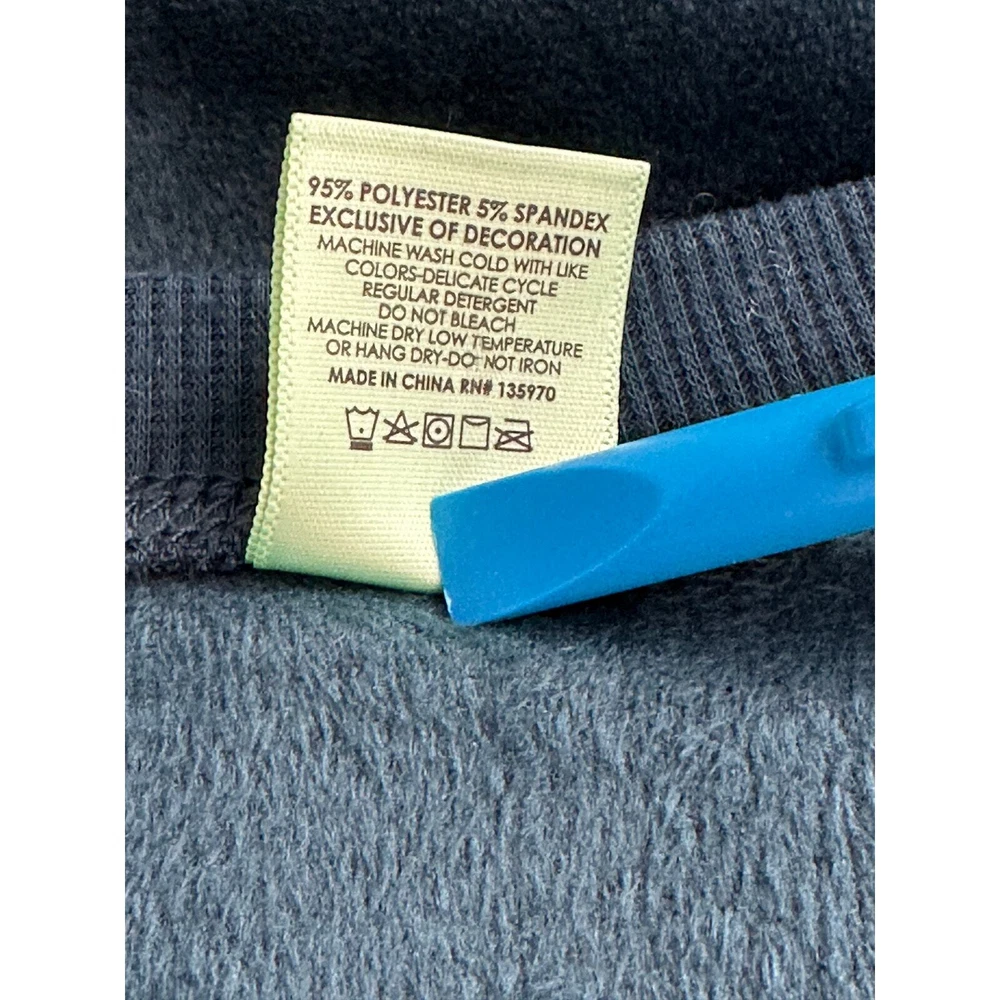 95% POLYESTER 5% SPANDEX
EXCLUSIVE OF DECORATION
MACHINE WASH COLD WITH LIKE
COLORS-DELICATE CYCLE
REGULAR DETERGENT
DO NOT BLEACH
MACHINE DRY LOW TEMPERATURE
OR HANG DRY-DO NOT IRON
MADE IN CHINA RN# 135970